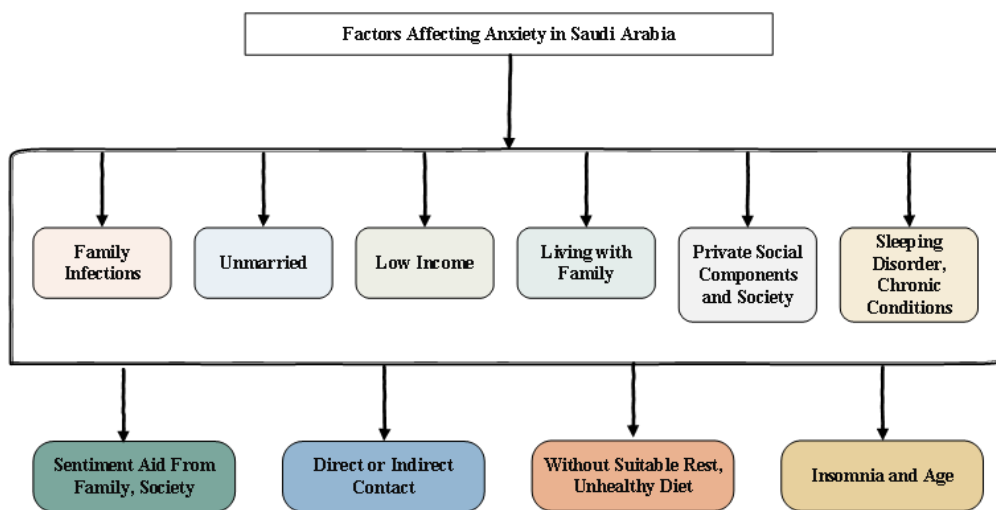 Factors Affecting Anxiety in Saudi Arabia
Family
Infections
Unmarried
Low Income
Living with
Family
Private Social
Components
and Society
Sleeping
Disorder,
Chronic
Conditions
Sentiment Aid From
Family, Society
Direct or Indirect
Contact
Without Suitable Rest,
Unhealthy Diet
Insomnia and Age